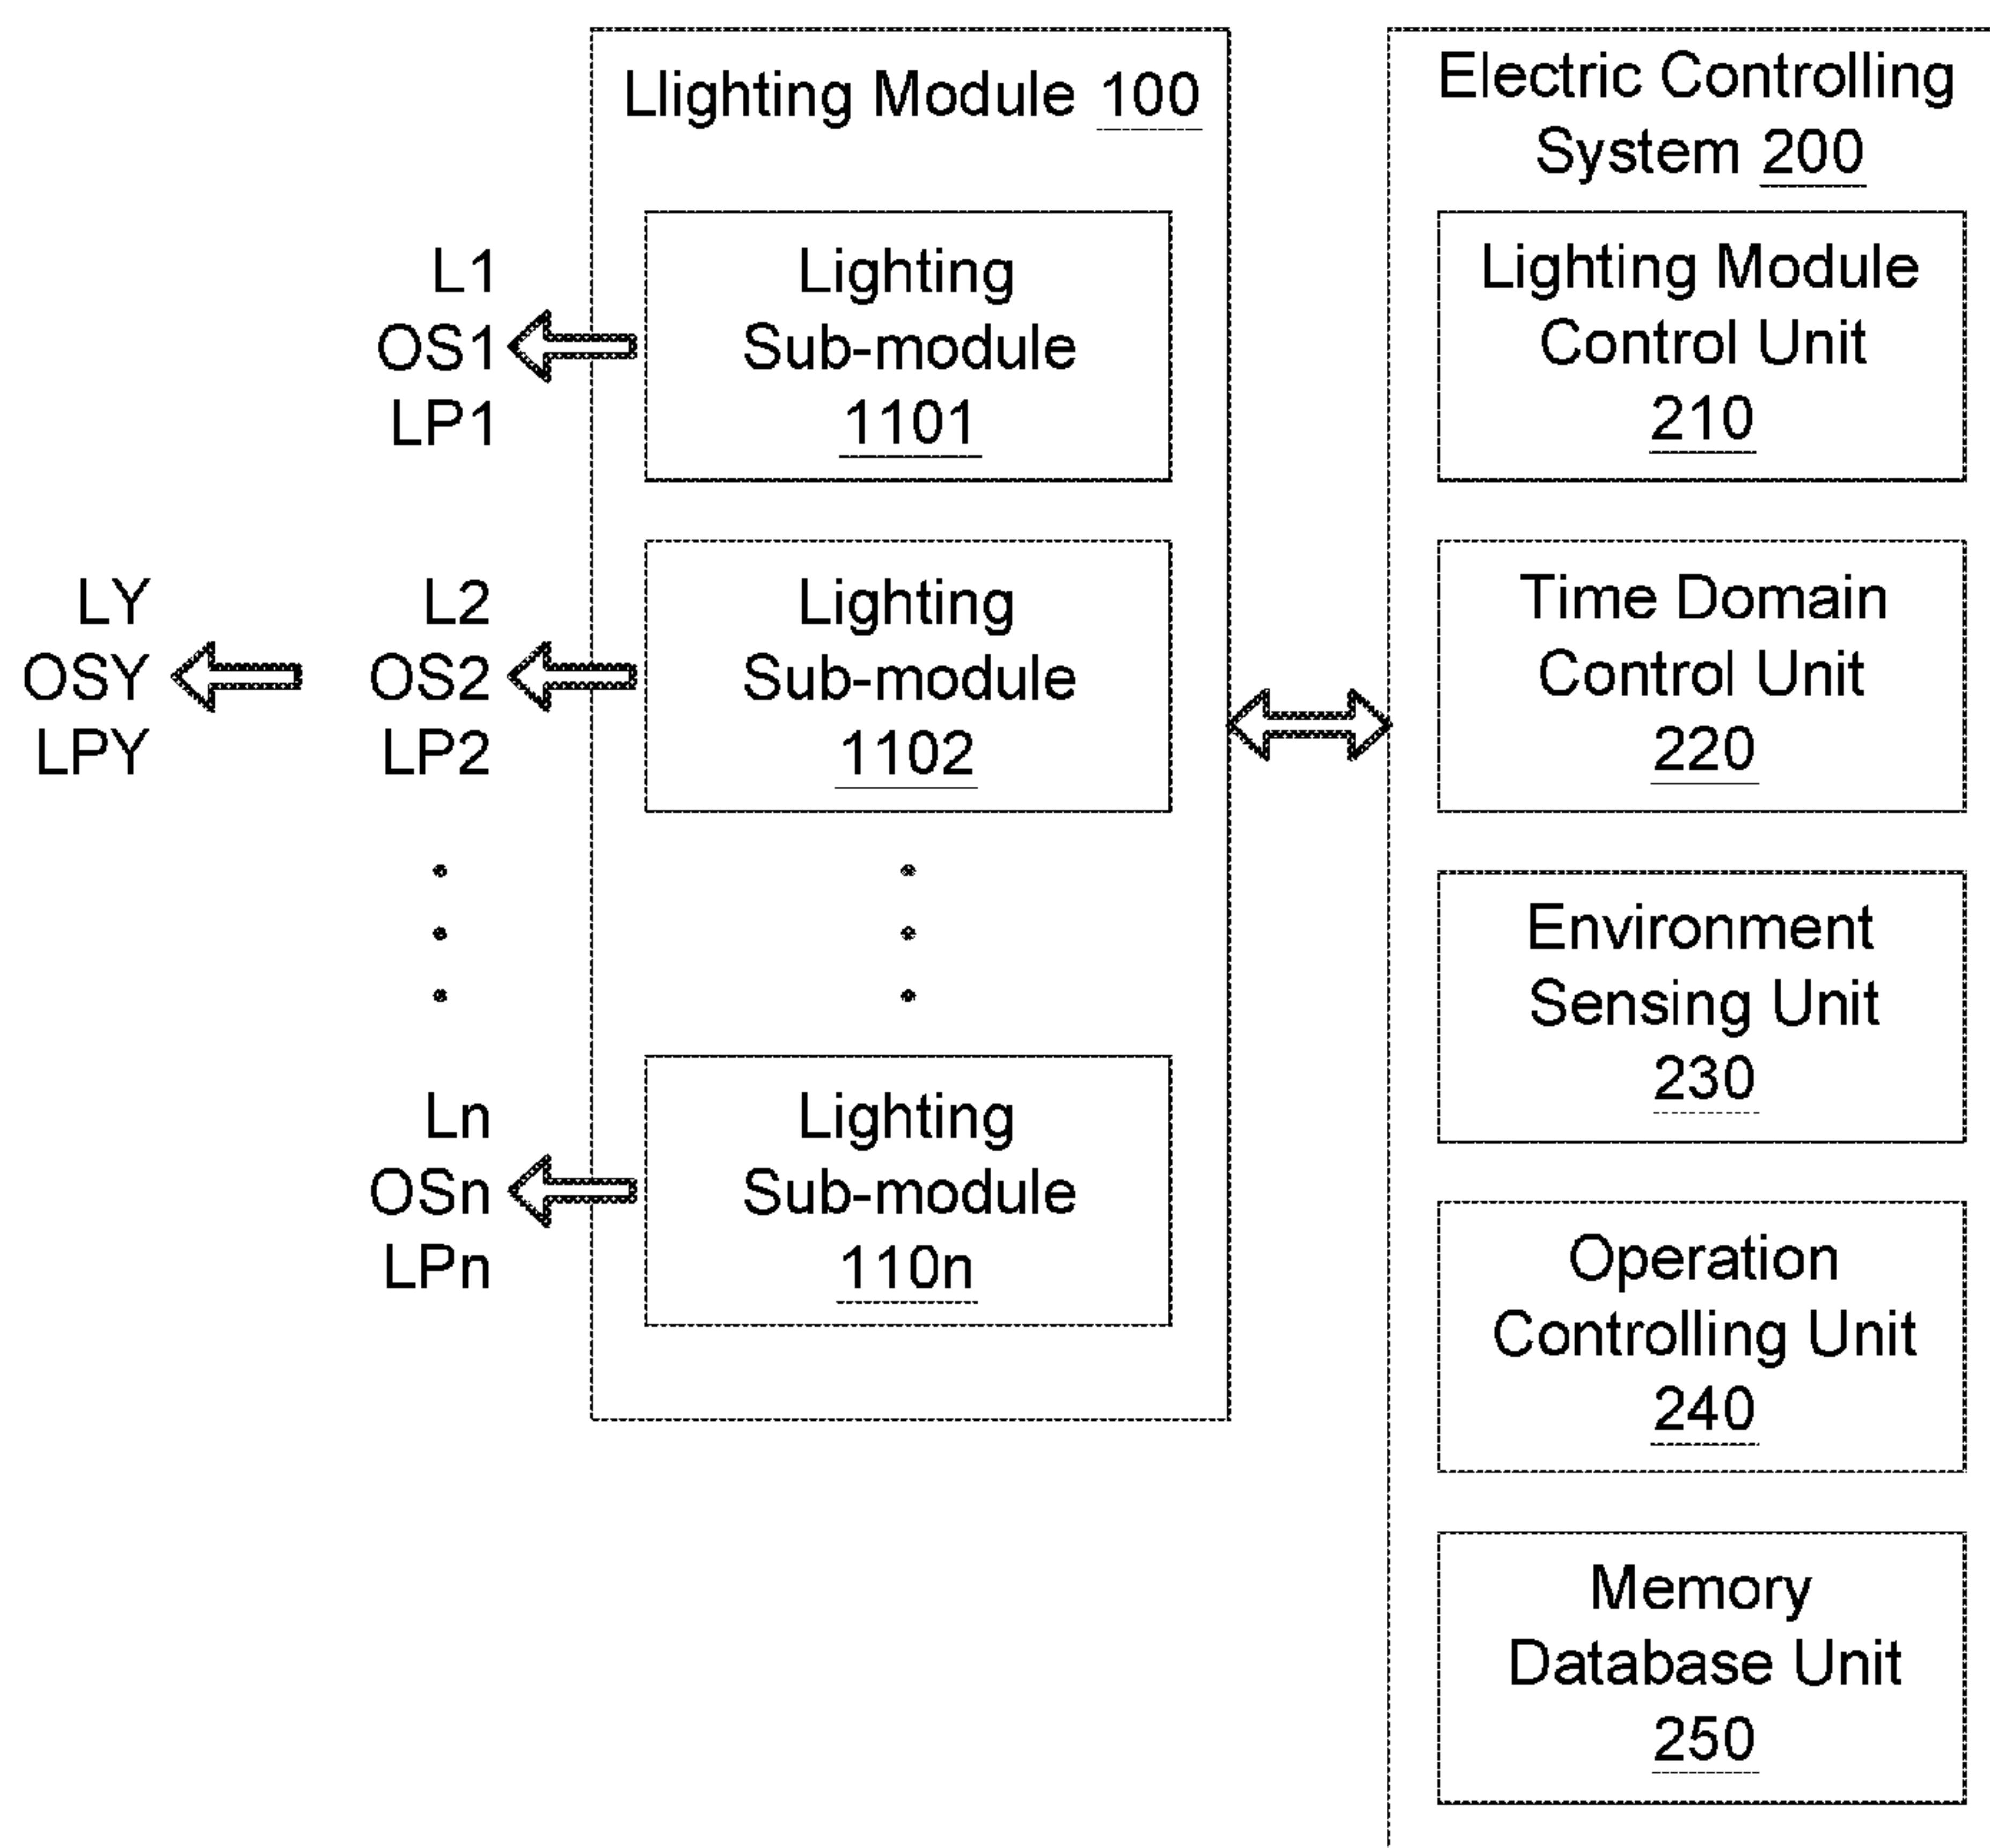 Llighting Module 100
Electric Controlling
System 200
L1
OS1
LP1
Lighting
Sub-module
1101
Lighting Module
Control Unit
210
LY
OSY
LPY
L2
OS2
LP2
Lighting
Sub-module
1102
Time Domain
Control Unit
220
Environment
Sensing Unit
230
Ln
OSn
LPn
Lighting
Sub-module
110n
Operation
Controlling Unit
240
Memory
Database Unit
250